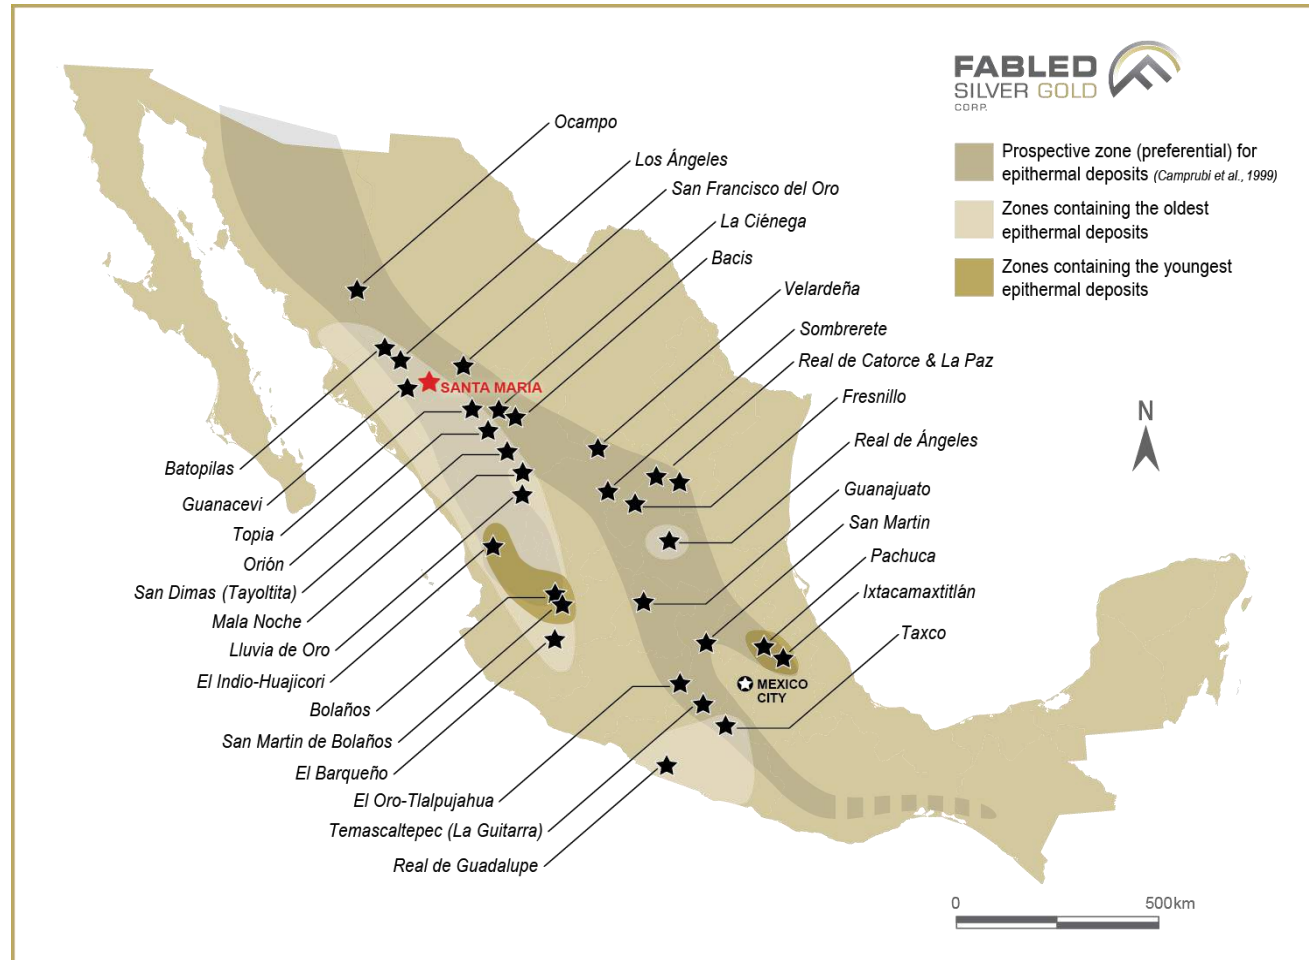 FABLED
SILVER GOLD
CORP.
Prospective zone (preferential) for
epithermal deposits (Camprubi et al., 1999)
Zones containing the oldest
epithermal deposits
Zones containing the youngest
epithermal deposits
Ocampo
Los Ángeles
San Francisco del Oro
La Ciénega
Bacis
Velardeña
Sombrerete
Real de Catorce & La Paz
Fresnillo
Real de Ángeles
Guanajuato
San Martin
Pachuca
Ixtacamaxtitlán
Taxco
SANTA MARIA
Batopilas
Guanacevi
Topia
Orión
San Dimas (Tayoltita)
Mala Noche
Lluvia de Oro
El Indio-Huajicori
Bolaños
San Martin de Bolaños
El Barqueño
El Oro-Tlalpujahua
Temascaltepec (La Guitarra)
Real de Guadalupe
MEXICO
CITY
N
0 500km